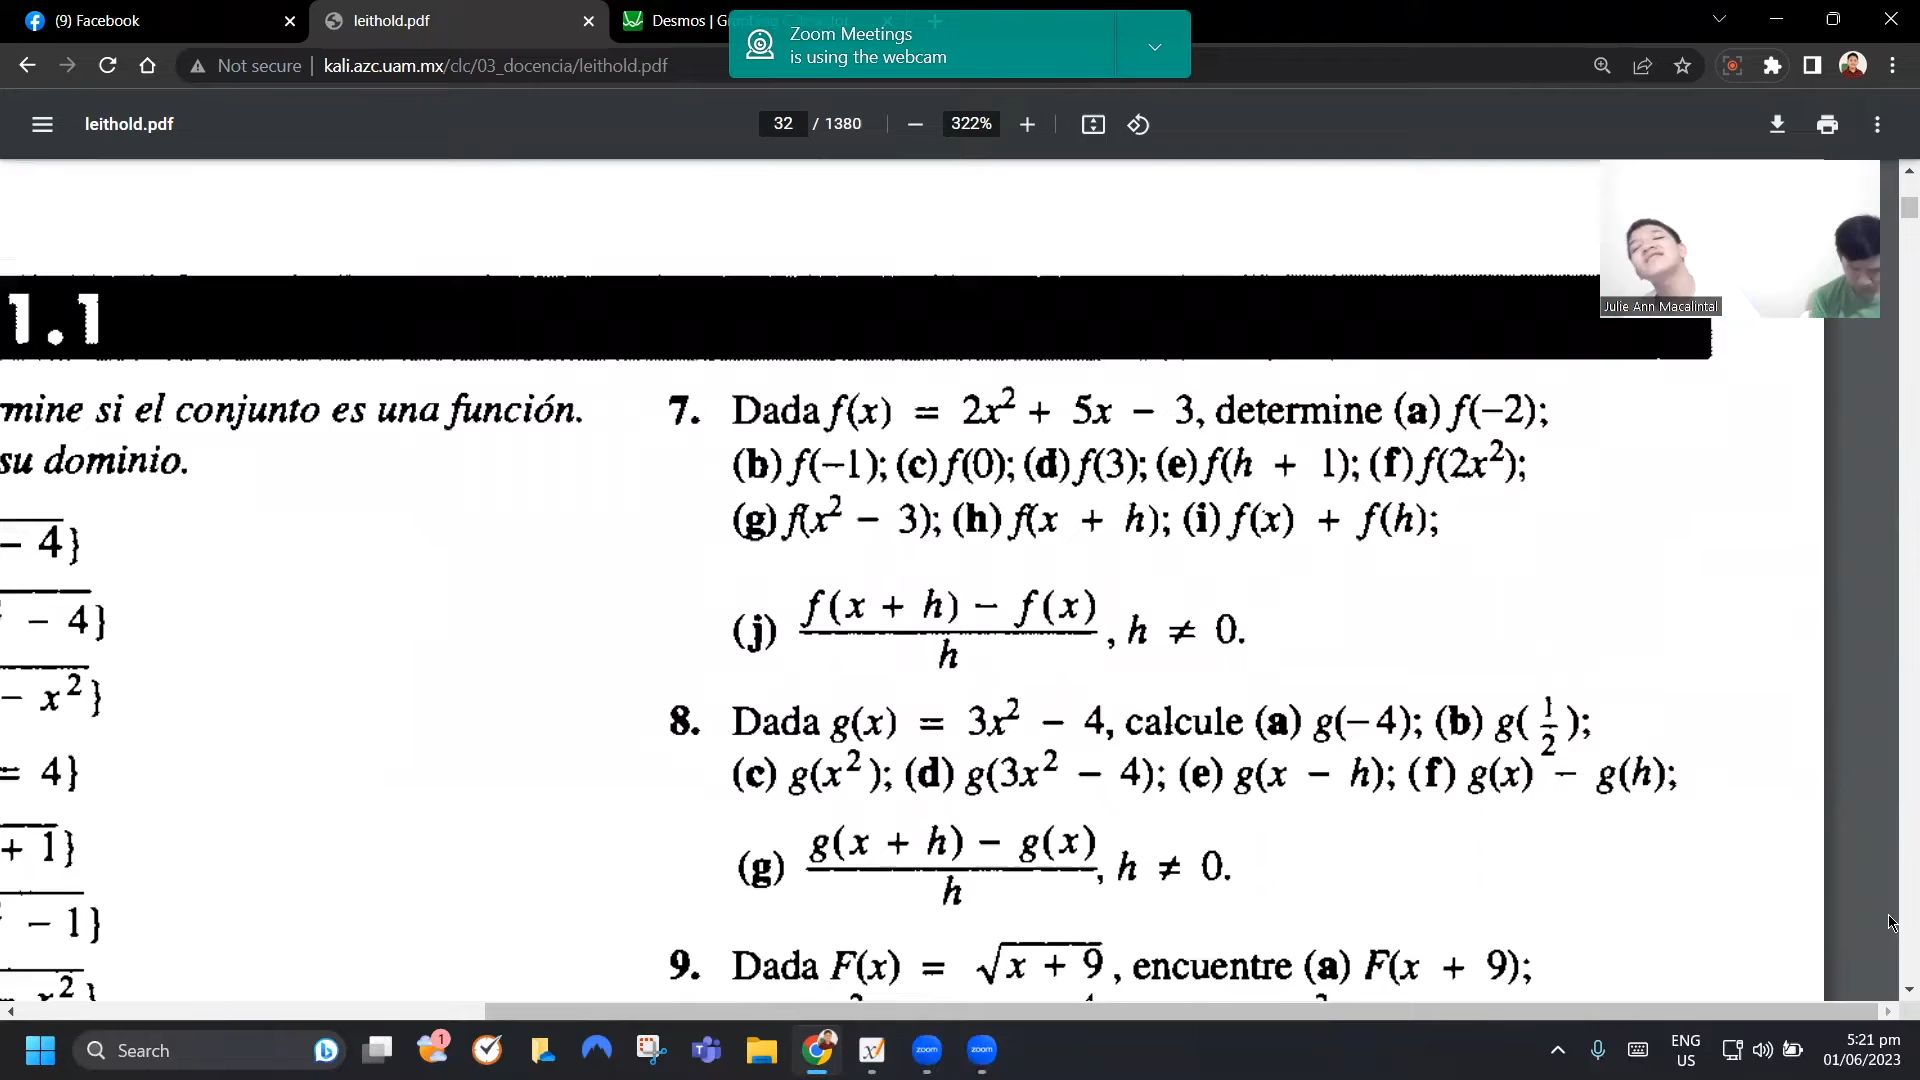 (9) Facebook
leithold.pdf
Desmos |
Zoom Meetings
is using the webcam
Not secure
kali.azc.uam.mx/clc/03_docencia/leithold.pdf
leithold.pdf
32 / 1380
322%
Julie Ann Macalintal
1.1
mine si el conjunto es una función.
su dominio.
− 4}
− 4}
− x²}
= 4}
+ 1}
− 1}
7. Dada f(x) = 2x² + 5x − 3, determine (a) f(−2);
(b) f(−1); (c) f(0); (d) f(3); (e) f(h + 1); (f) f(2x²);
(g) f(x² − 3); (h) f(x + h); (i) f(x) + f(h);
(j) f(x + h) − f(x)
h
, h ≠ 0.
8. Dada g(x) = 3x² − 4, calcule (a) g(−4); (b) g(1/2);
(c) g(x²); (d) g(3x² − 4); (e) g(x − h); (f) g(x) − g(h);
(g) g(x + h) − g(x)
h
, h ≠ 0.
9. Dada F(x) = √x + 9, encuentre (a) F(x + 9);
Search
1
zoom
zoom
ENG
US
5:21 pm
01/06/2023